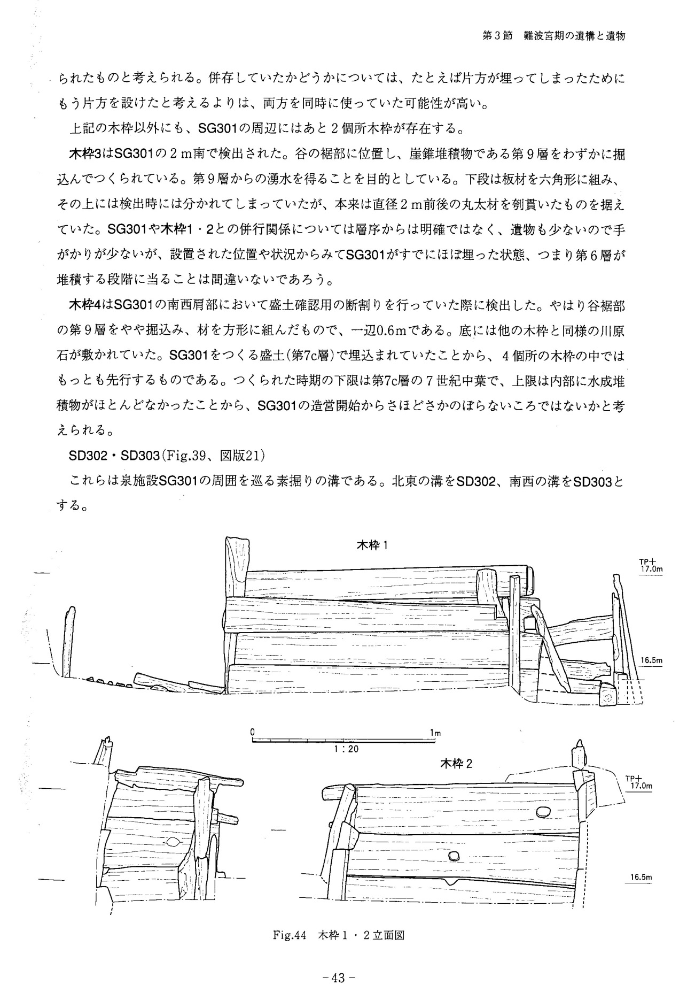 第3節　難波宮期の遺構と遺物
られたものと考えられる。併存していたかどうかについては、たとえば片方が埋ってしまったために
もう片方を設けたと考えるよりは、両方を同時に使っていた可能性が高い。
上記の木枠以外にも、SG301の周辺にはあと2個所木枠が存在する。
木枠3はSG301の2m南で検出された。谷の裾部に位置し、崖錐堆積物である第9層をわずかに掘
込んでつくられている。第9層からの湧水を得ることを目的としている。下段は板材を六角形に組み、
その上には検出時には分かれてしまっていたが、本来は直径2m前後の丸太材を刳貫いたものを据え
ていた。SG301や木枠1・2との併行関係については層序からは明確ではなく、遺物も少ないので手
がかりが少ないが、設置された位置や状況からみてSG301がすでにほぼ埋った状態、つまり第6層が
堆積する段階に当ることは間違いないであろう。
木枠4はSG301の南西肩部において盛土確認用の断割りを行っていた際に検出した。やはり谷裾部
の第9層をやや掘込み、材を方形に組んだもので、一辺0.6mである。底には他の木枠と同様の川原
石が敷かれていた。SG301をつくる盛土(第7c層)で埋込まれていたことから、4個所の木枠の中では
もっとも先行するものである。つくられた時期の下限は第7c層の7世紀中葉で、上限は内部に水成堆
積物がほとんどなかったことから、SG301の造営開始からさほどさかのぼらないころではないかと考
えられる。
SD302・SD303(Fig.39、図版21)
これらは泉施設SG301の周囲を巡る素掘りの溝である。北東の溝をSD302、南西の溝をSD303と
する。
木枠1
TP+
17.0m
16.5m
0 1m
1:20
木枠2
TP+
17.0m
16.5m
Fig.44　木枠1・2立面図
-43-